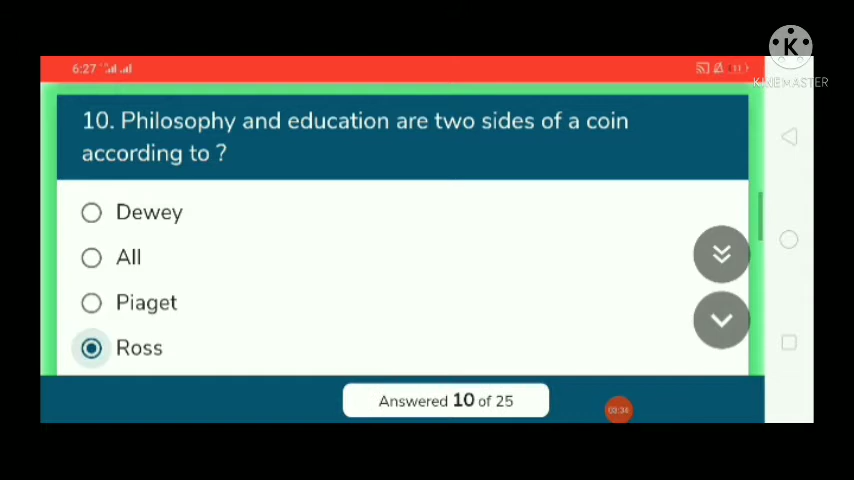 6:27
K
KINEMASTER
10. Philosophy and education are two sides of a coin
according to ?
Dewey
All
Piaget
Ross
Answered 10 of 25